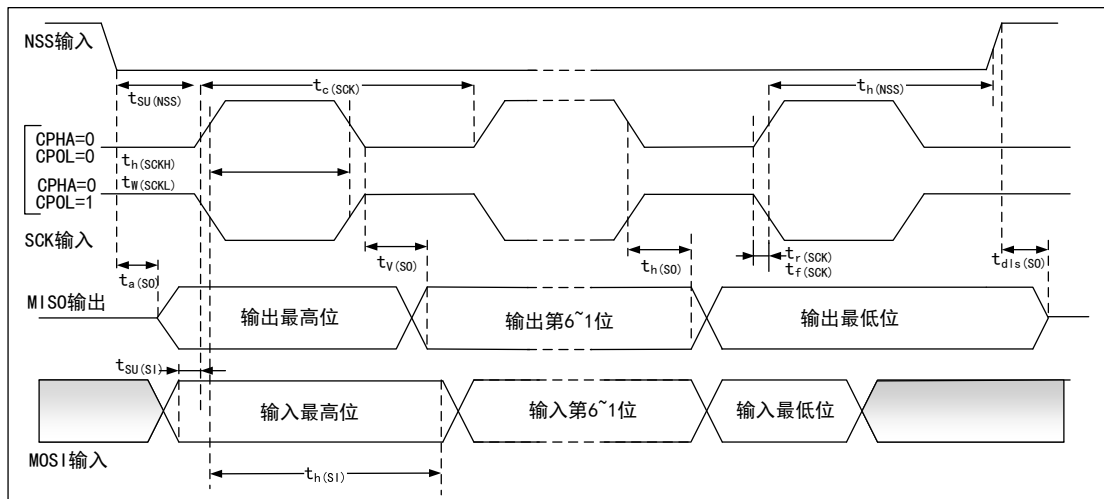 NSS输入
tSU(NSS)
tc(SCK)
th(NSS)
CPHA=0
CPOL=0
th(SCKH)
CPHA=0
CPOL=1
tW(SCKL)
SCK输入
ta(SO)
tV(SO)
th(SO)
tr(SCK)
tf(SCK)
tdis(SO)
MISO输出
输出最高位
输出第6~1位
输出最低位
tSU(SI)
输入最高位
输入第6~1位
输入最低位
MOSI输入
th(SI)